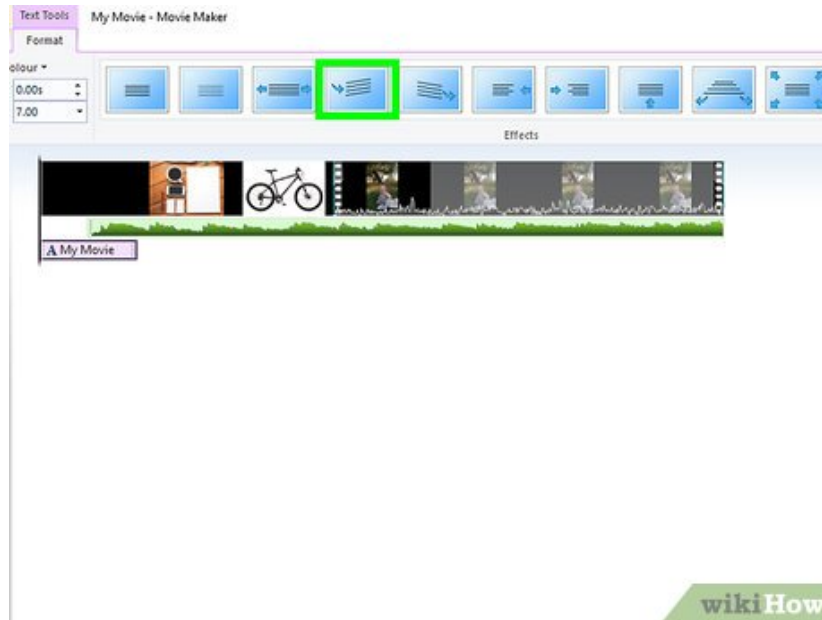 Text Tools My Movie - Movie Maker
Format
olour
0.00s
7.00
Effects
A My Movie
wikiHow